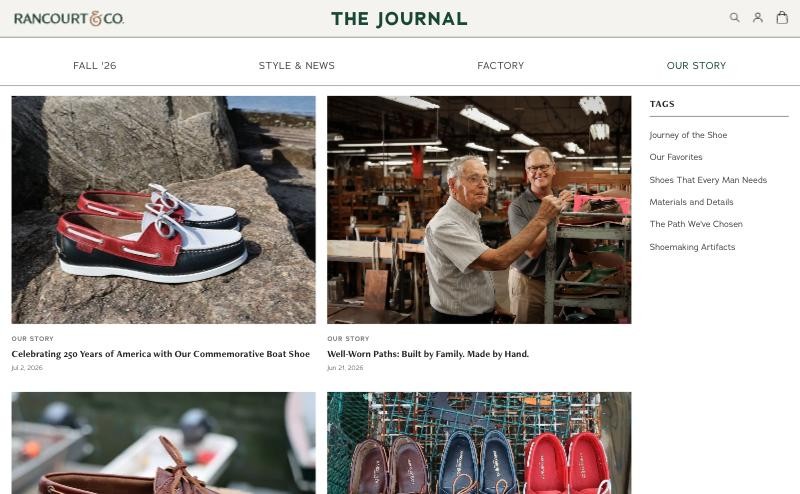 RANCOURT & CO.
THE JOURNAL
FALL '26
STYLE & NEWS
FACTORY
OUR STORY
OUR STORY
Celebrating 250 Years of America with Our Commemorative Boat Shoe
Jul 2, 2026
OUR STORY
Well-Worn Paths: Built by Family. Made by Hand.
Jun 21, 2026
TAGS
Journey of the Shoe
Our Favorites
Shoes That Every Man Needs
Materials and Details
The Path We've Chosen
Shoemaking Artifacts